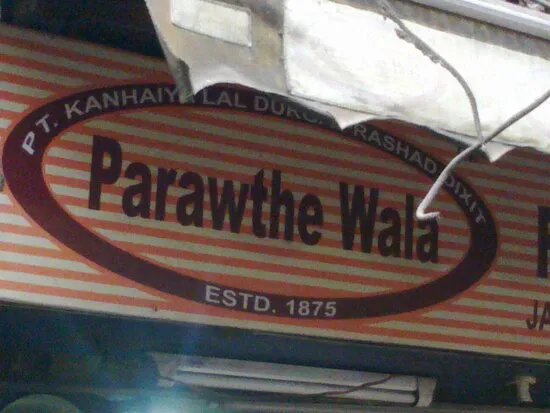 PT. KANHAIYA LAL DIXIT
Parawthe Wala
ESTD. 1875